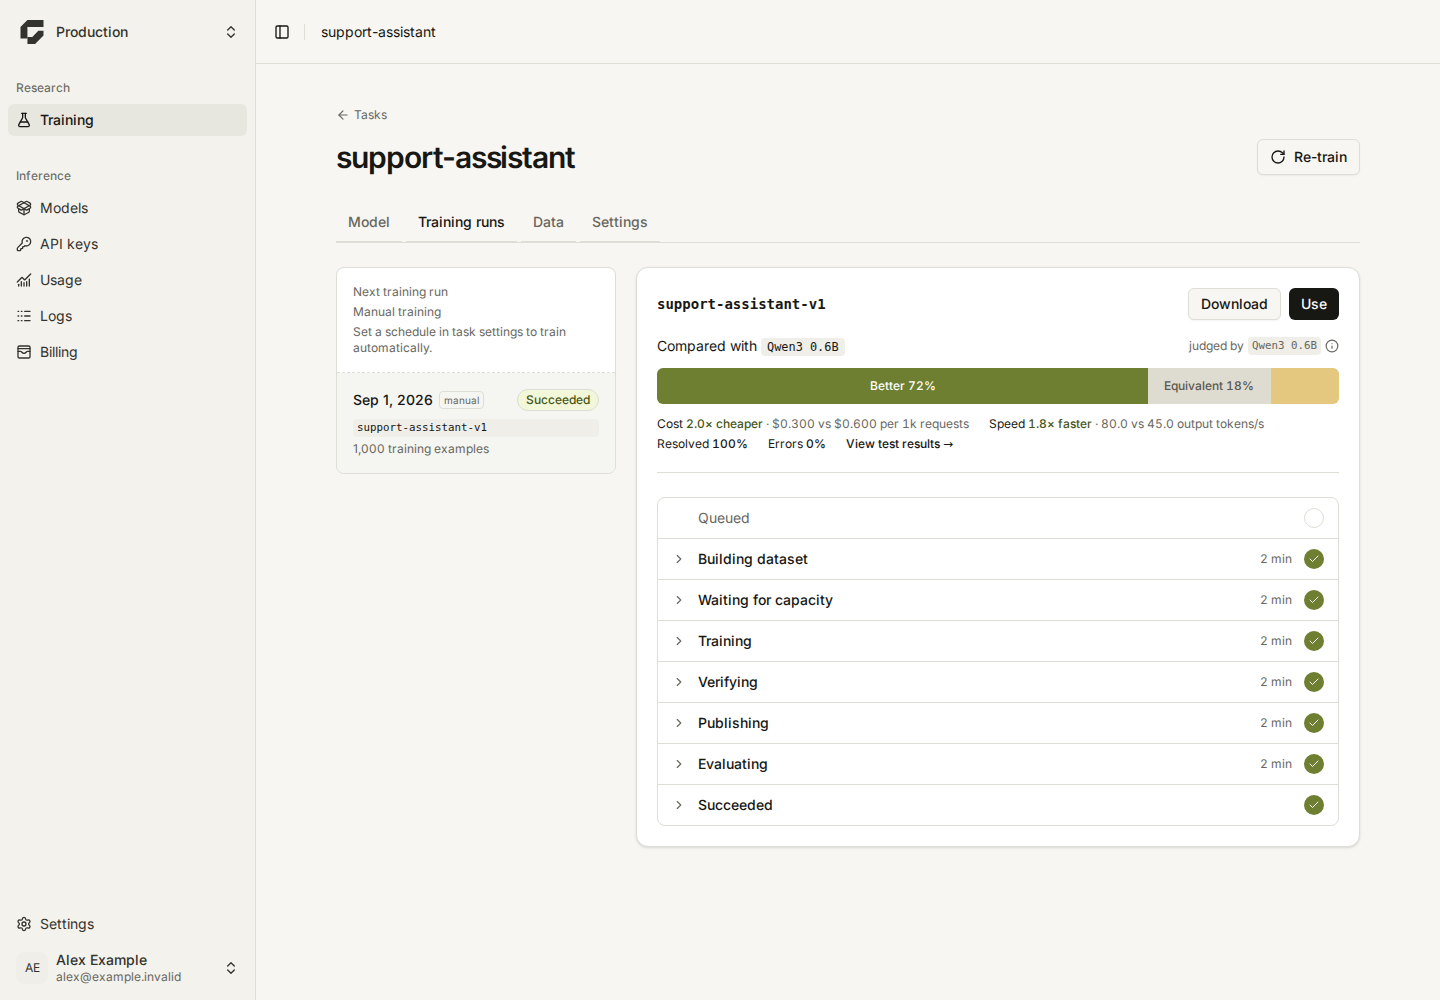 Production
Research
Training
Inference
Models
API keys
Usage
Logs
Billing
Settings
AE
Alex Example
alex@example.invalid
support-assistant
← Tasks
support-assistant
Re-train
Model
Training runs
Data
Settings
Next training run
Manual training
Set a schedule in task settings to train
automatically.
Sep 1, 2026 manual Succeeded
support-assistant-v1
1,000 training examples
support-assistant-v1
Download
Use
Compared with Qwen3 0.6B
judged by Qwen3 0.6B
Better 72%
Equivalent 18%
Cost 2.0× cheaper · $0.300 vs $0.600 per 1k requests Speed 1.8× faster · 80.0 vs 45.0 output tokens/s
Resolved 100% Errors 0% View test results →
Queued
Building dataset 2 min
Waiting for capacity 2 min
Training 2 min
Verifying 2 min
Publishing 2 min
Evaluating 2 min
Succeeded